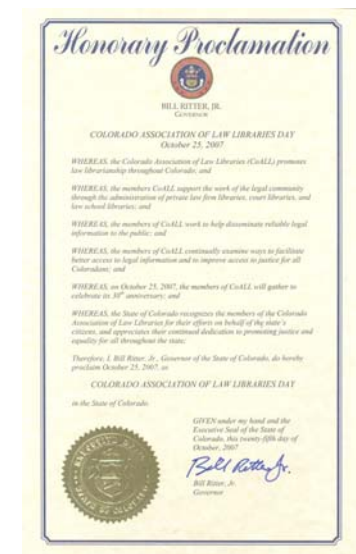 Honorary Proclamation
BILL RITTER, JR.
GOVERNOR
COLORADO ASSOCIATION OF LAW LIBRARIES DAY
October 25, 2007
WHEREAS, the Colorado Association of Law Libraries (CoALL) promotes
law librarianship throughout Colorado, and
WHEREAS, the members CoALL support the work of the legal community
through the administration of private law firm libraries, court libraries, and
law school libraries; and
WHEREAS, the members of CoALL work to help disseminate reliable legal
information to the public; and
WHEREAS, the members of CoALL continually examine ways to facilitate
better access to legal information and to improve access to justice for all
Coloradans; and
WHEREAS, on October 25, 2007, the members of CoALL will gather to
celebrate its 30th anniversary; and
WHEREAS, the State of Colorado recognizes the members of the Colorado
Association of Law Libraries for their efforts on behalf of the state's
citizens, and appreciates their continued dedication to promoting justice and
equality for all throughout the state;
Therefore, I, Bill Ritter, Jr., Governor of the State of Colorado, do hereby
proclaim October 25, 2007, as
COLORADO ASSOCIATION OF LAW LIBRARIES DAY
in the State of Colorado.
GIVEN under my hand and the
Executive Seal of the State of
Colorado, this twenty-fifth day of
October, 2007
Bill Ritter Jr.
Bill Ritter, Jr.
Governor